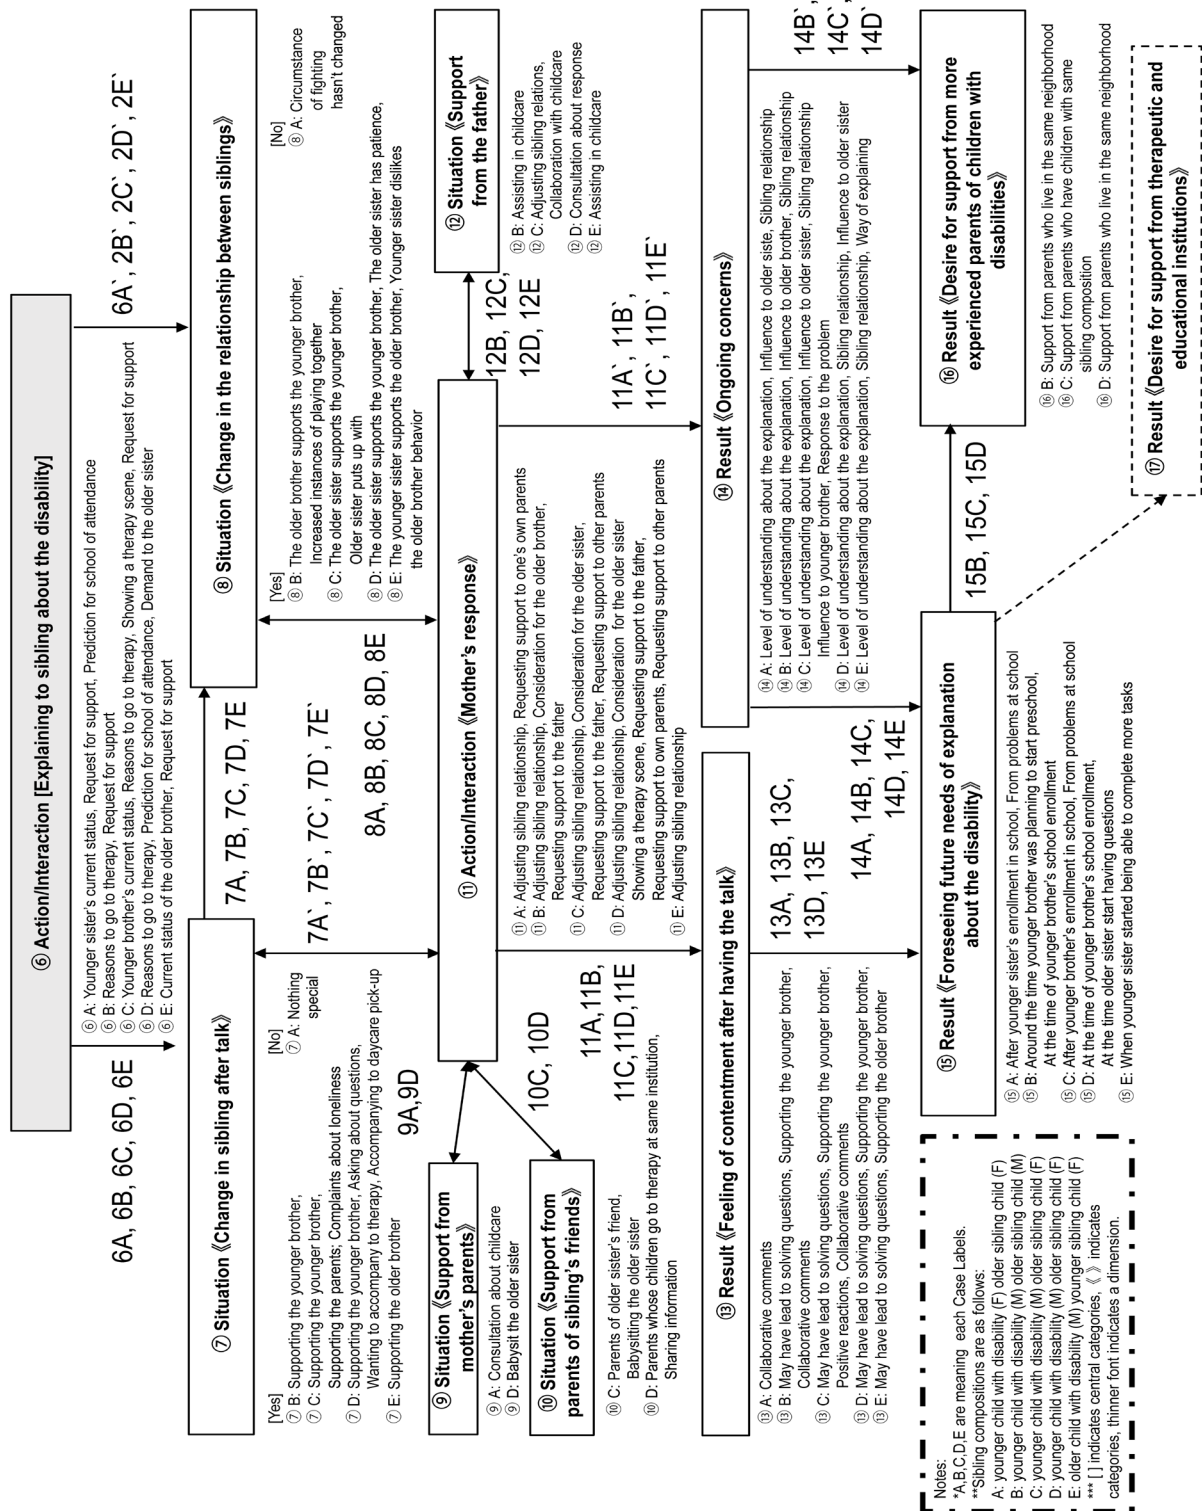 ⑥ Action/Interaction [Explaining to sibling about the disability]
⑥ A: Younger sister's current status, Request for support, Prediction for school of attendance
⑥ B: Reasons to go to therapy, Request for support
⑥ C: Younger brother's current status, Reasons to go to therapy, Showing a therapy scene, Request for support
⑥ D: Reasons to go to therapy, Prediction for school of attendance, Demand to the older sister
⑥ E: Current status of the older brother, Request for support
6A, 6B, 6C, 6D, 6E
6A`, 2B`, 2C`, 2D`, 2E`
⑦ Situation《Change in sibling after talk》
[Yes]
⑦ B: Supporting the younger brother,
⑦ C: Supporting the younger brother,
Supporting the parents; Complaints about loneliness
⑦ D: Supporting the younger brother, Asking about questions,
Wanting to accompany to therapy, Accompanying to daycare pick-up
⑦ E: Supporting the older brother
[No]
⑦ A: Nothing
special
7A, 7B, 7C, 7D, 7E
⑧ Situation《Change in the relationship between siblings》
[Yes]
⑧ B: The older brother supports the younger brother,
Increased instances of playing together
⑧ C: The older sister supports the younger brother,
Older sister puts up with
⑧ D: The older sister supports the younger brother, The older sister has patience,
⑧ E: The younger sister supports the older brother, Younger sister dislikes
the older brother behavior
[No]
⑧ A: Circumstance
of fighting
hasn't changed
7A`, 7B`, 7C`, 7D`, 7E`
8A, 8B, 8C, 8D, 8E
⑨ Situation《Support from
mother's parents》
⑨ A: Consultation about childcare
⑨ D: Babysit the older sister
9A,9D
⑩ Situation《Support from
parents of sibling's friends》
⑩ C: Parents of older sister's friend,
Babysitting the older sister
⑩ D: Parents whose children go to therapy at same institution,
Sharing information
10C, 10D
⑪ Action/Interaction《Mother's response》
⑪ A: Adjusting sibling relationship, Requesting support to one's own parents
⑪ B: Adjusting sibling relationship, Consideration for the older brother,
Requesting support to the father
⑪ C: Adjusting sibling relationship, Consideration for the older sister,
Requesting support to the father, Requesting support to other parents
⑪ D: Adjusting sibling relationship, Consideration for the older sister
Showing a therapy scene, Requesting support to the father,
Requesting support to own parents, Requesting support to other parents
⑪ E: Adjusting sibling relationship
⑫ Situation《Support
from the father》
⑫ B: Assisting in childcare
⑫ C: Adjusting sibling relations,
Collaboration with childcare
⑫ D: Consultation about response
⑫ E: Assisting in childcare
12B, 12C,
12D, 12E
11A,11B,
11C,11D,11E
11A`, 11B`,
11C`, 11D`, 11E`
⑬ Result《Feeling of contentment after having the talk》
⑬ A: Collaborative comments
⑬ B: May have lead to solving questions, Supporting the younger brother,
Collaborative comments
⑬ C: May have lead to solving questions, Supporting the younger brother,
Positive reactions, Collaborative comments
⑬ D: May have lead to solving questions, Supporting the younger brother,
⑬ E: May have lead to solving questions, Supporting the older brother
13A, 13B, 13C,
13D, 13E
⑭ Result《Ongoing concerns》
⑭ A: Level of understanding about the explanation, Influence to older siste, Sibling relationship
⑭ B: Level of understanding about the explanation, Influence to older brother, Sibling relationship
⑭ C: Level of understanding about the explanation, Influence to older sister, Sibling relationship
Influence to younger brother, Response to the problem
⑭ D: Level of understanding about the explanation, Sibling relationship, Influence to older sister
⑭ E: Level of understanding about the explanation, Sibling relationship, Way of explaining
14A, 14B, 14C,
14D, 14E
14B`,
14C`,
14D`
⑮ Result《Foreseeing future needs of explanation
about the disability》
⑮ A: After younger sister's enrollment in school, From problems at school
⑮ B: Around the time younger brother was planning to start preschool,
At the time of younger brother's school enrollment
⑮ C: After younger brother's enrollment in school, From problems at school
⑮ D: At the time of younger brother's school enrollment,
At the time older sister start having questions
⑮ E: When younger sister started being able to complete more tasks
15B, 15C, 15D
⑯ Result《Desire for support from more
experienced parents of children with
disabilities》
⑯ B: Support from parents who live in the same neighborhood
⑯ C: Support from parents who have children with same
sibling composition
⑯ D: Support from parents who live in the same neighborhood
⑰ Result《Desire for support from therapeutic and
educational institutions》
Notes:
*A,B,C,D,E are meaning each Case Labels.
**Sibling compositions are as follows:
A: younger child with disability (F) older sibling child (F)
B: younger child with disability (M) older sibling child (M)
C: younger child with disability (M) older sibling child (F)
D: younger child with disability (M) older sibling child (F)
E: older child with disability (M) younger sibling child (F)
*** [ ] indicates central categories, 《 》 indicates
categories, thinner font indicates a dimension.